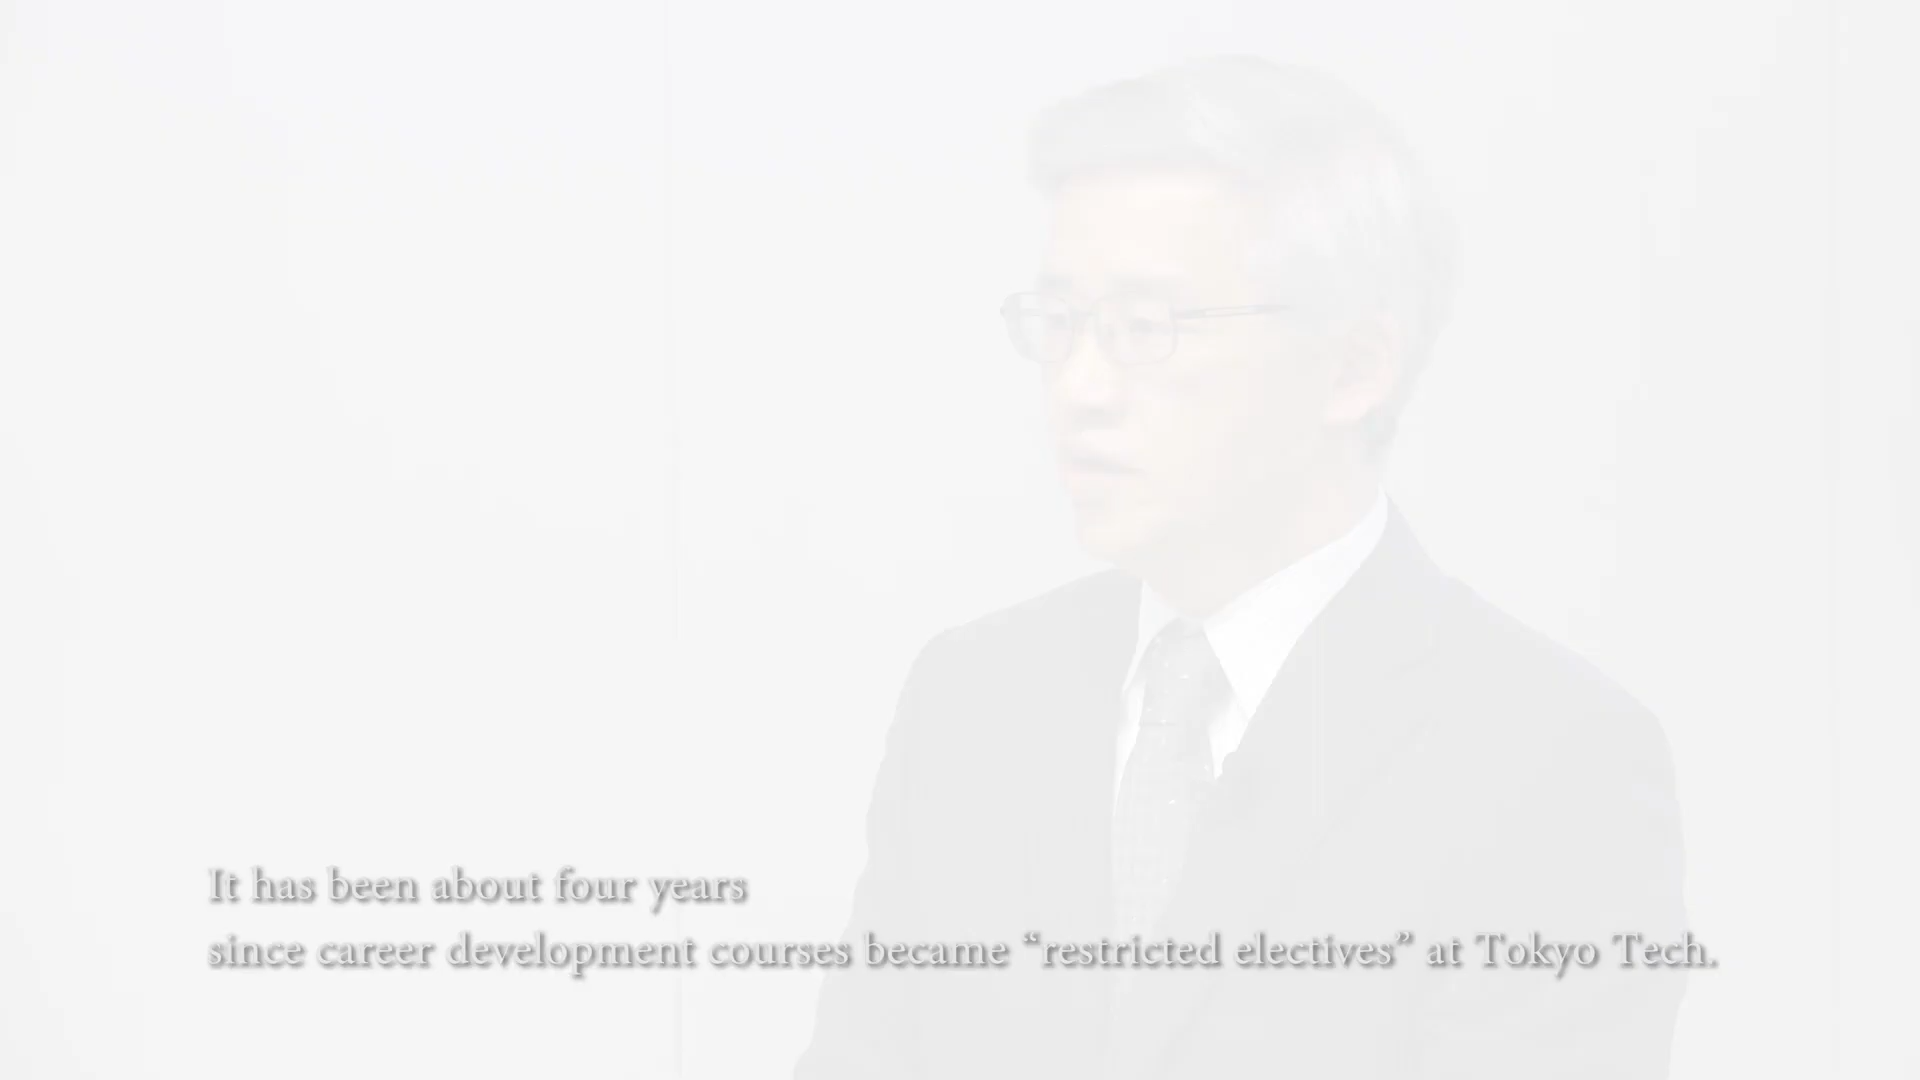 It has been about four years
since career development courses became “restricted electives” at Tokyo Tech.